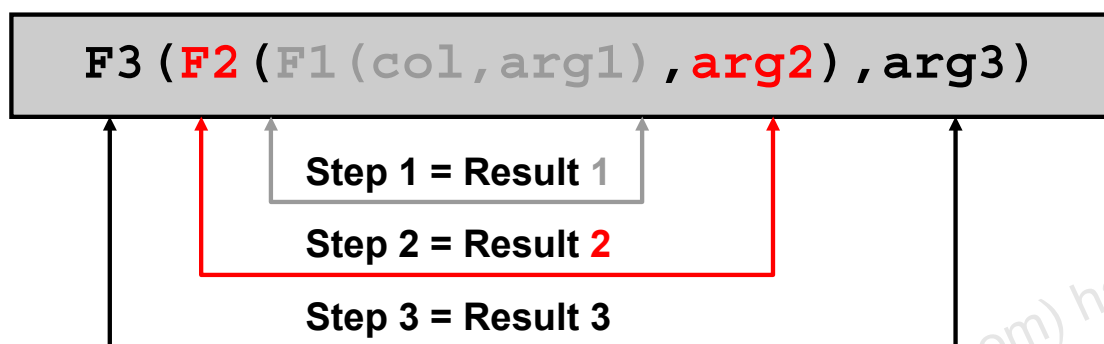 F3(F2(F1(col,arg1),arg2),arg3)
Step 1 = Result 1
Step 2 = Result 2
Step 3 = Result 3